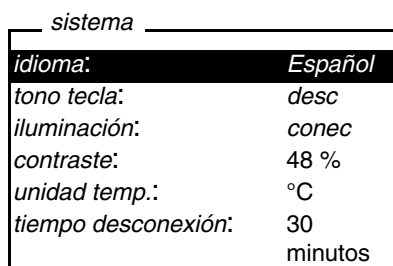 sistema
idioma: Español
tono tecla: desc
iluminación: conec
contraste: 48 %
unidad temp.: °C
tiempo desconexión: 30
minutos